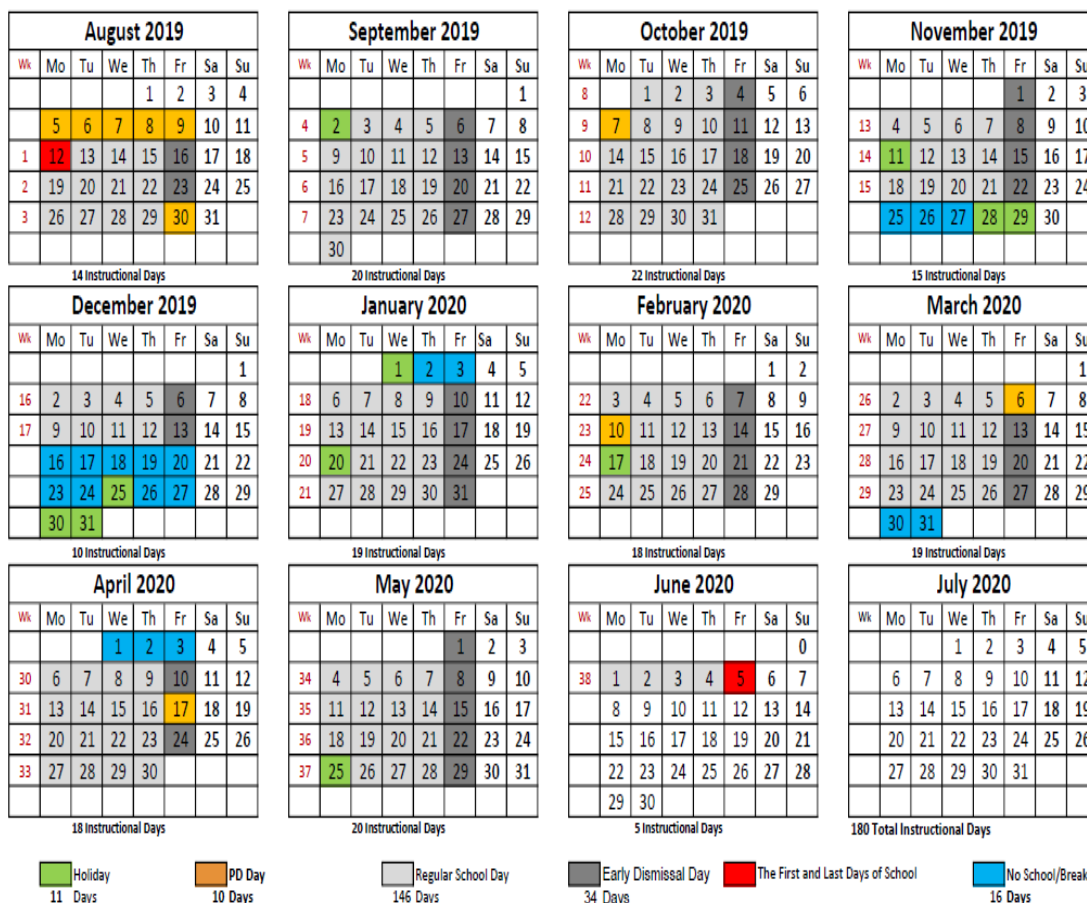 August 2019 September 2019 October 2019 November 2019
Wk Mo Tu We Th Fr Sa Su Wk Mo Tu We Th Fr Sa Su Wk Mo Tu We Th Fr Sa Su Wk Mo Tu We Th Fr Sa Su
1 2 3 4 1 8 1 2 3 4 5 6 1 2 3
5 6 7 8 9 10 11 4 2 3 4 5 6 7 8 9 7 8 9 10 11 12 13 13 4 5 6 7 8 9 10
1 12 13 14 15 16 17 18 5 9 10 11 12 13 14 15 10 14 15 16 17 18 19 20 14 11 12 13 14 15 16 17
2 19 20 21 22 23 24 25 6 16 17 18 19 20 21 22 11 21 22 23 24 25 26 27 15 18 19 20 21 22 23 24
3 26 27 28 29 30 31 7 23 24 25 26 27 28 29 12 28 29 30 31 25 26 27 28 29 30
30
14 Instructional Days 20 Instructional Days 22 Instructional Days 15 Instructional Days
December 2019 January 2020 February 2020 March 2020
Wk Mo Tu We Th Fr Sa Su Wk Mo Tu We Th Fr Sa Su Wk Mo Tu We Th Fr Sa Su Wk Mo Tu We Th Fr Sa Su
1 1 2 3 4 5 1 2 1
16 2 3 4 5 6 7 8 18 6 7 8 9 10 11 12 22 3 4 5 6 7 8 9 26 2 3 4 5 6 7 8
17 9 10 11 12 13 14 15 19 13 14 15 16 17 18 19 23 10 11 12 13 14 15 16 27 9 10 11 12 13 14 15
16 17 18 19 20 21 22 20 20 21 22 23 24 25 26 24 17 18 19 20 21 22 23 28 16 17 18 19 20 21 22
23 24 25 26 27 28 29 21 27 28 29 30 31 25 24 25 26 27 28 29 29 23 24 25 26 27 28 29
30 31 30 31
10 Instructional Days 19 Instructional Days 18 Instructional Days 19 Instructional Days
April 2020 May 2020 June 2020 July 2020
Wk Mo Tu We Th Fr Sa Su Wk Mo Tu We Th Fr Sa Su Wk Mo Tu We Th Fr Sa Su Wk Mo Tu We Th Fr Sa Su
1 2 3 4 5 1 2 3 0 1 2 3 4 5
30 6 7 8 9 10 11 12 34 4 5 6 7 8 9 10 38 1 2 3 4 5 6 7 6 7 8 9 10 11 12
31 13 14 15 16 17 18 19 35 11 12 13 14 15 16 17 8 9 10 11 12 13 14 13 14 15 16 17 18 19
32 20 21 22 23 24 25 26 36 18 19 20 21 22 23 24 15 16 17 18 19 20 21 20 21 22 23 24 25 26
33 27 28 29 30 37 25 26 27 28 29 30 31 22 23 24 25 26 27 28 27 28 29 30 31
29 30
18 Instructional Days 20 Instructional Days 5 Instructional Days 180 Total Instructional Days
Holiday PD Day Regular School Day Early Dismissal Day The First and Last Days of School No School/Break
11 Days 10 Days 146 Days 34 Days 16 Days